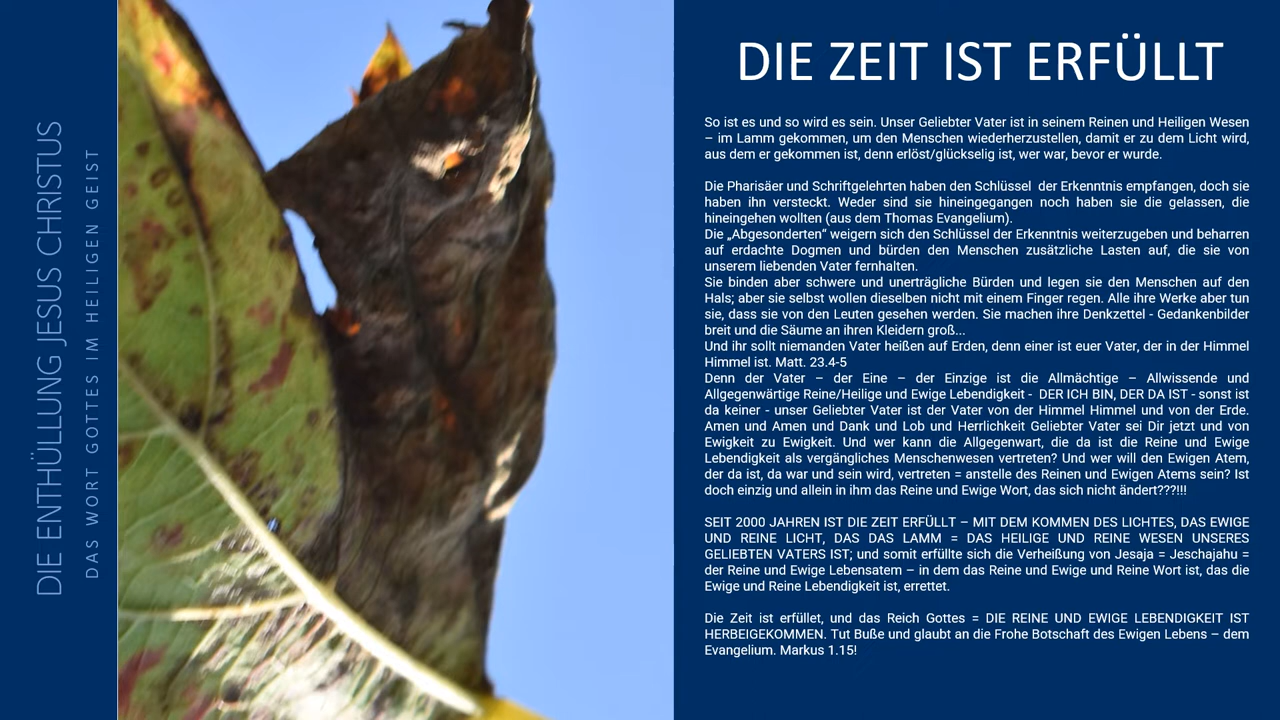 DIE ENTHÜLLUNG JESUS CHRISTUS
DAS WORT GOTTES IM HEILIGEN GEIST
DIE ZEIT IST ERFÜLLT
So ist es und so wird es sein. Unser Geliebter Vater ist in seinem Reinen und Heiligen Wesen
– im Lamm gekommen, um den Menschen wiederherzustellen, damit er zu dem Licht wird,
aus dem er gekommen ist, denn erlöst/glückselig ist, wer war, bevor er wurde.
Die Pharisäer und Schriftgelehrten haben den Schlüssel der Erkenntnis empfangen, doch sie
haben ihn versteckt. Weder sind sie hineingegangen noch haben sie die gelassen, die
hineingehen wollten (aus dem Thomas Evangelium).
Die „Abgesonderten“ weigern sich den Schlüssel der Erkenntnis weiterzugeben und beharren
auf erdachte Dogmen und bürden den Menschen zusätzliche Lasten auf, die sie von
unserem liebenden Vater fernhalten.
Sie binden aber schwere und unerträgliche Bürden und legen sie den Menschen auf den
Hals; aber sie selbst wollen dieselben nicht mit einem Finger regen. Alle ihre Werke aber tun
sie, dass sie von den Leuten gesehen werden. Sie machen ihre Denkzettel - Gedankenbilder
breit und die Säume an ihren Kleidern groß...
Und ihr sollt niemanden Vater heißen auf Erden, denn einer ist euer Vater, der in der Himmel
Himmel ist. Matt. 23.4-5
Denn der Vater – der Eine – der Einzige ist die Allmächtige – Allwissende und
Allgegenwärtige Reine/Heilige und Ewige Lebendigkeit - DER ICH BIN, DER DA IST - sonst ist
da keiner - unser Geliebter Vater ist der Vater von der Himmel Himmel und von der Erde.
Amen und Amen und Dank und Lob und Herrlichkeit Geliebter Vater sei Dir jetzt und von
Ewigkeit zu Ewigkeit. Und wer kann die Allgegenwart, die da ist die Reine und Ewige
Lebendigkeit als vergängliches Menschenwesen vertreten? Und wer will den Ewigen Atem,
der da ist, da war und sein wird, vertreten = anstelle des Reinen und Ewigen Atems sein? Ist
doch einzig und allein in ihm das Reine und Ewige Wort, das sich nicht ändert???!!!
SEIT 2000 JAHREN IST DIE ZEIT ERFÜLLT – MIT DEM KOMMEN DES LICHTES, DAS EWIGE
UND REINE LICHT, DAS DAS LAMM = DAS HEILIGE UND REINE WESEN UNSERES
GELIEBTEN VATERS IST; und somit erfüllte sich die Verheißung von Jesaja = Jeschajahu =
der Reine und Ewige Lebensatem – in dem das Reine und Ewige und Reine Wort ist, das die
Ewige und Reine Lebendigkeit ist, errettet.
Die Zeit ist erfüllet, und das Reich Gottes = DIE REINE UND EWIGE LEBENDIGKEIT IST
HERBEIGEKOMMEN. Tut Buße und glaubt an die Frohe Botschaft des Ewigen Lebens – dem
Evangelium. Markus 1.15!